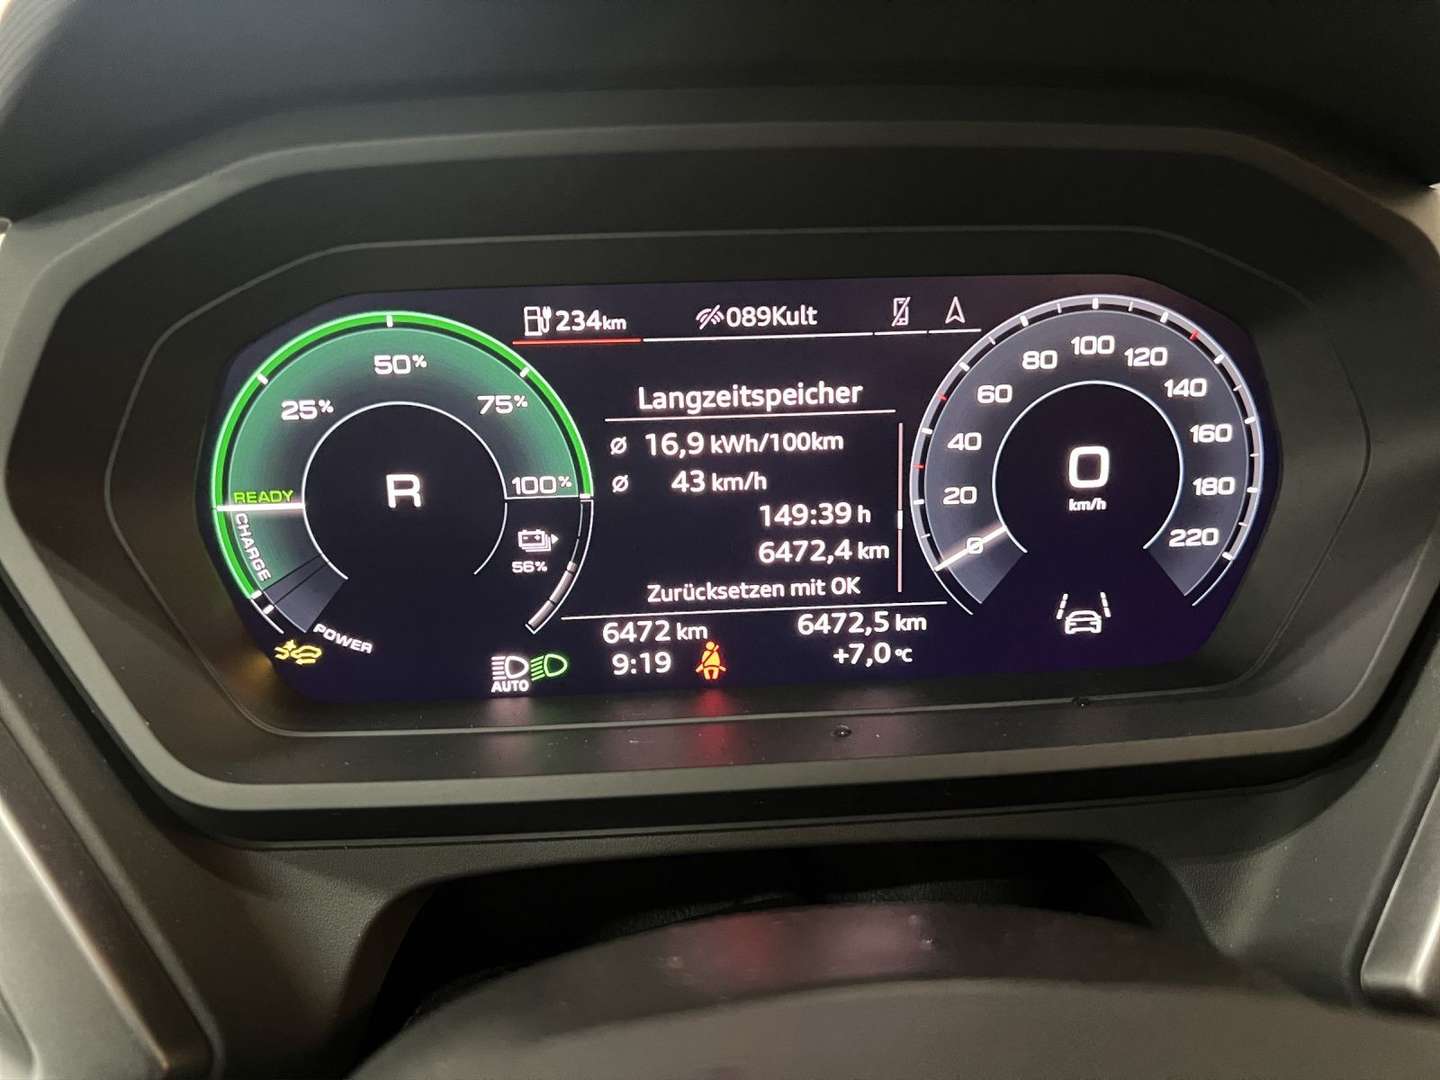 234 km
089Kult
50%
25%
75%
100%
READY
CHARGE
POWER
R
56%
Langzeitspeicher
ø 16,9 kWh/100km
ø 43 km/h
149:39 h
6472,4 km
Zurücksetzen mit OK
6472 km
6472,5 km
9:19
+7,0 °C
AUTO
0
20
40
60
80
100
120
140
160
180
220
0
km/h